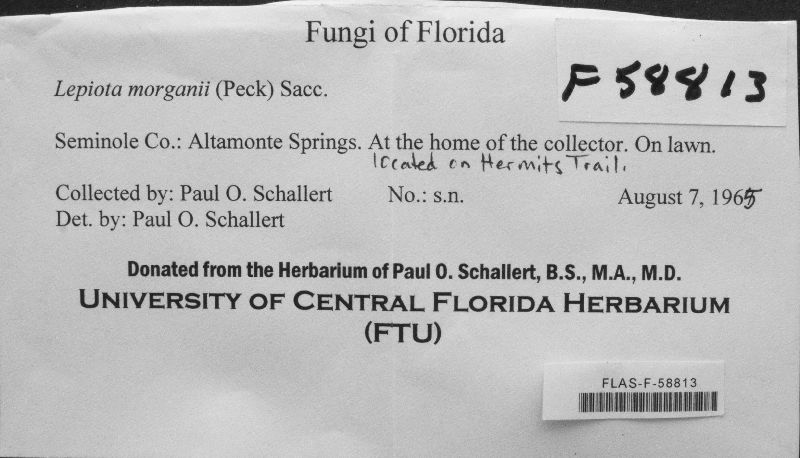 Fungi of Florida
F58813
Lepiota morganii (Peck) Sacc.
Seminole Co.: Altamonte Springs. At the home of the collector. On lawn.
located on Hermits Trail.
Collected by: Paul O. Schallert No.: s.n. August 7, 1965
Det. by: Paul O. Schallert
Donated from the Herbarium of Paul O. Schallert, B.S., M.A., M.D.
UNIVERSITY OF CENTRAL FLORIDA HERBARIUM
(FTU)
FLAS-F-58813